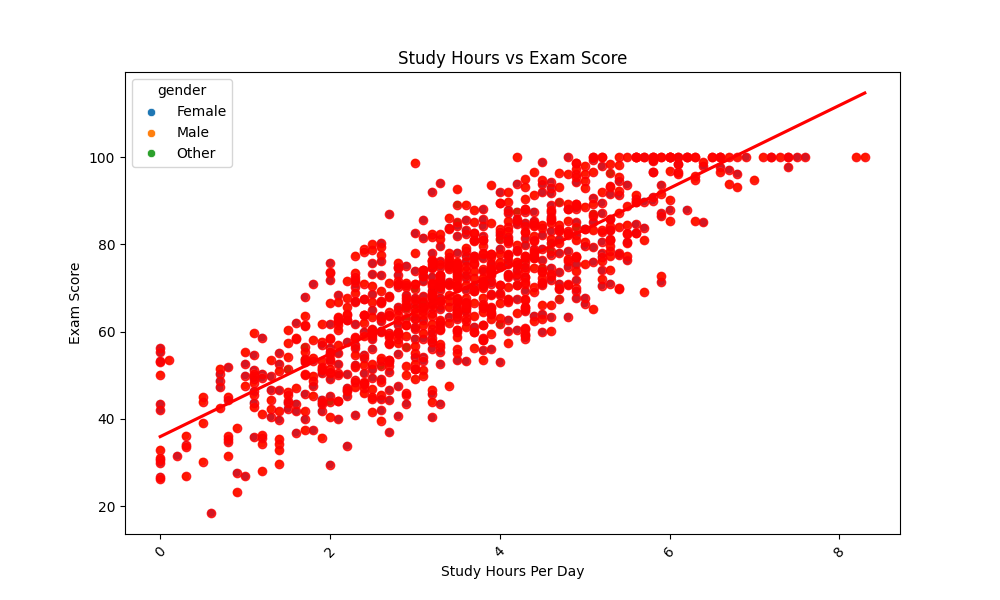 Study Hours vs Exam Score
gender
Female
Male
Other
100
80
60
40
20
Exam Score
0
2
4
6
8
Study Hours Per Day